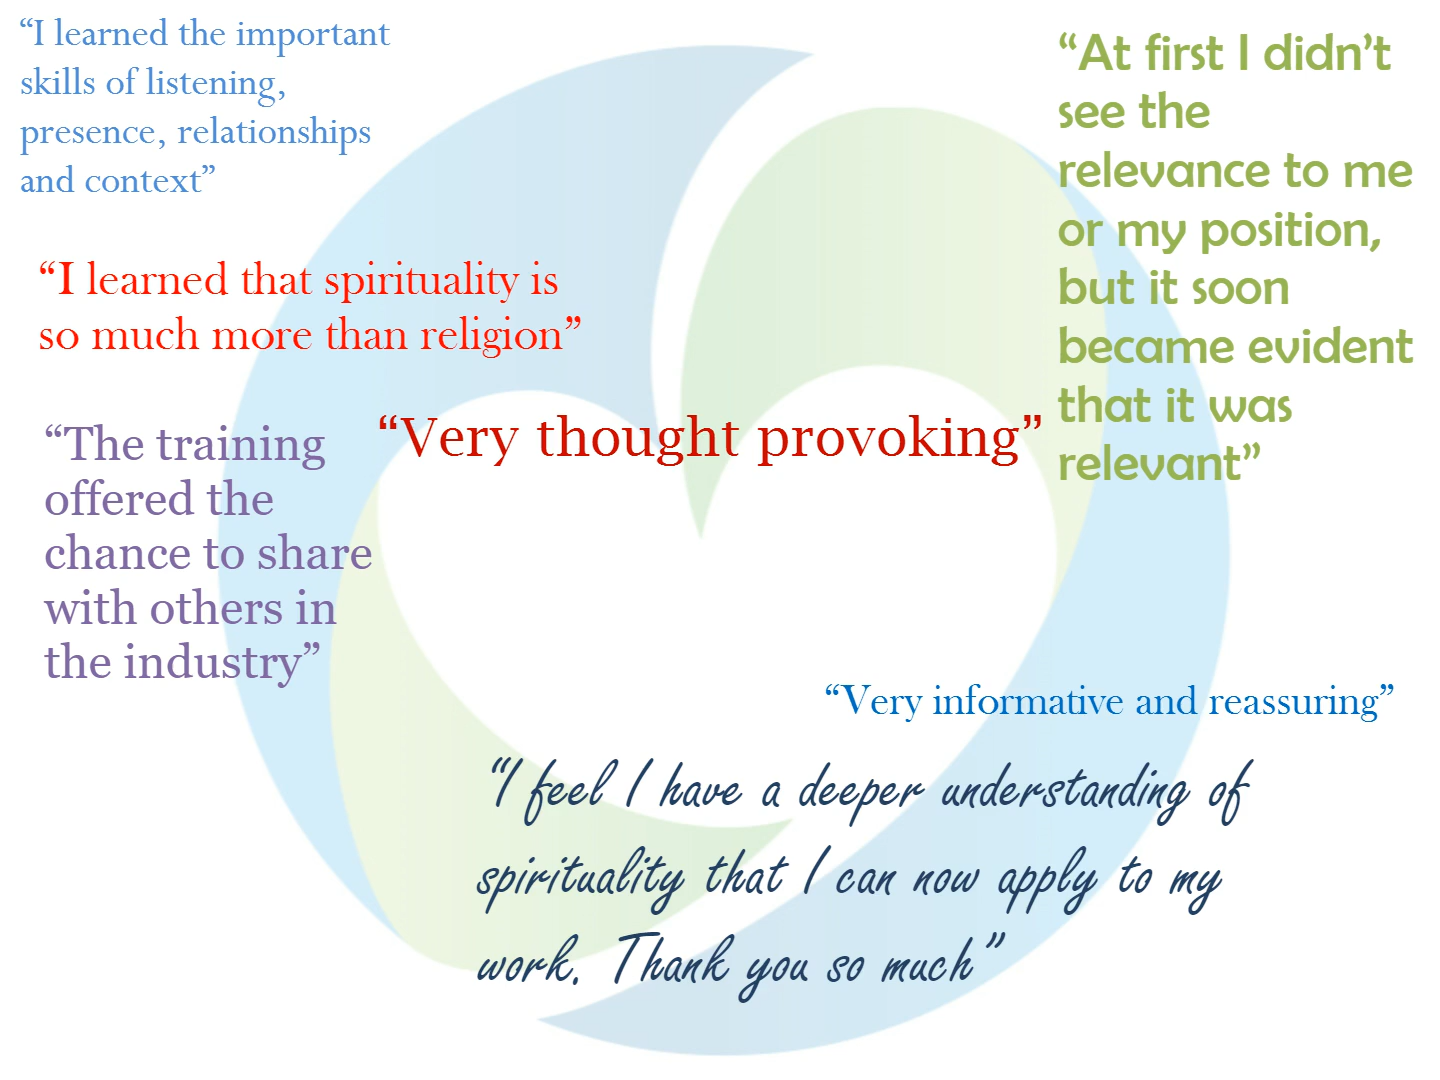 “I learned the important
skills of listening,
presence, relationships
and context”
“At first I didn’t
see the
relevance to me
or my position,
but it soon
became evident
that it was
relevant”
“I learned that spirituality is
so much more than religion”
“Very thought provoking”
“The training
offered the
chance to share
with others in
the industry”
“Very informative and reassuring”
“I feel I have a deeper understanding of
spirituality that I can now apply to my
work. Thank you so much”